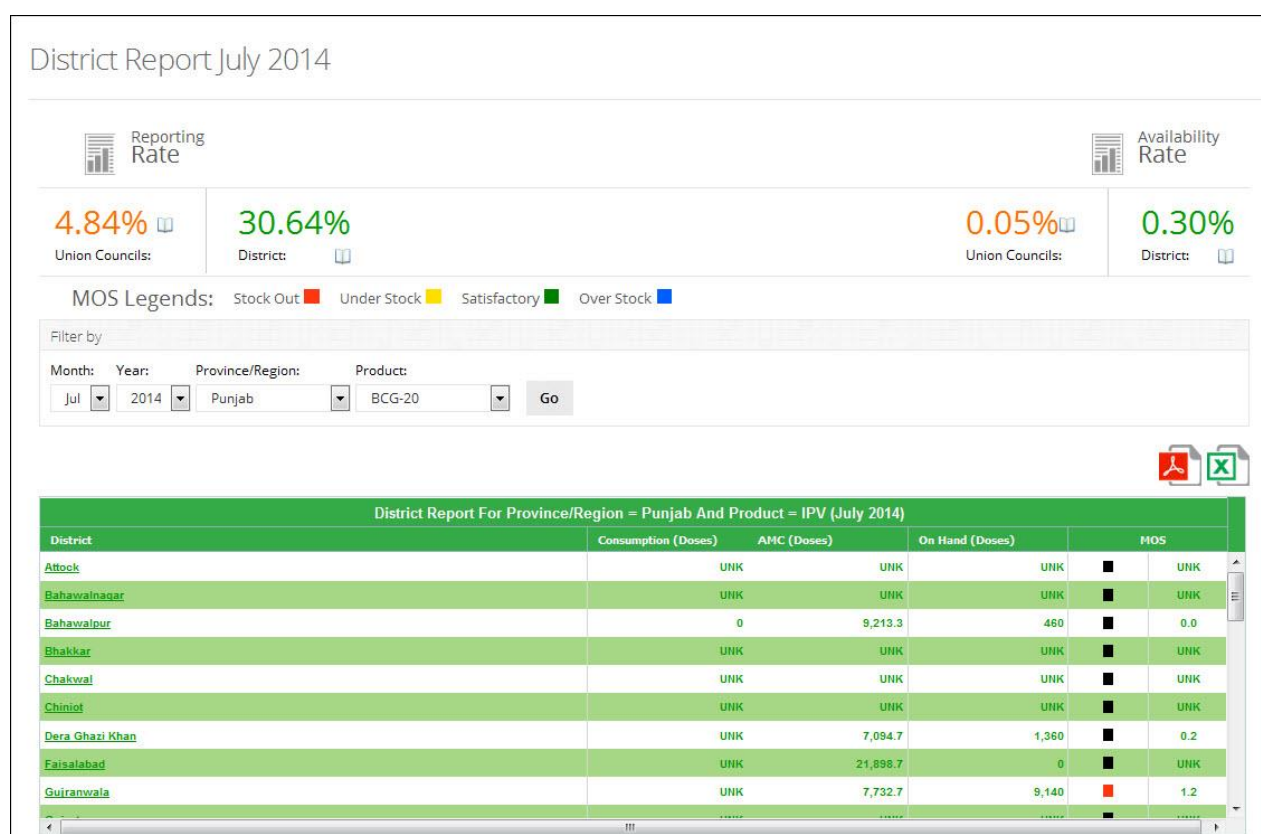 District Report July 2014
Reporting
Rate
Availability
Rate
4.84% 30.64% 0.05% 0.30%
Union Councils: District: Union Councils: District:
MOS Legends: Stock Out Under Stock Satisfactory Over Stock
Filter by
Month: Year: Province/Region: Product:
Jul 2014 Punjab BCG-20 Go
District Report For Province/Region = Punjab And Product = IPV (July 2014)
District Consumption (Doses) AMC (Doses) On Hand (Doses) MOS
Attock UNK UNK UNK UNK
Bahawalnagar UNK UNK UNK UNK
Bahawalpur 0 9,213.3 460 0.0
Bhakkar UNK UNK UNK UNK
Chakwal UNK UNK UNK UNK
Chiniot UNK UNK UNK UNK
Dera Ghazi Khan UNK 7,094.7 1,360 0.2
Faisalabad UNK 21,898.7 0 UNK
Gujranwala UNK 7,732.7 9,140 1.2